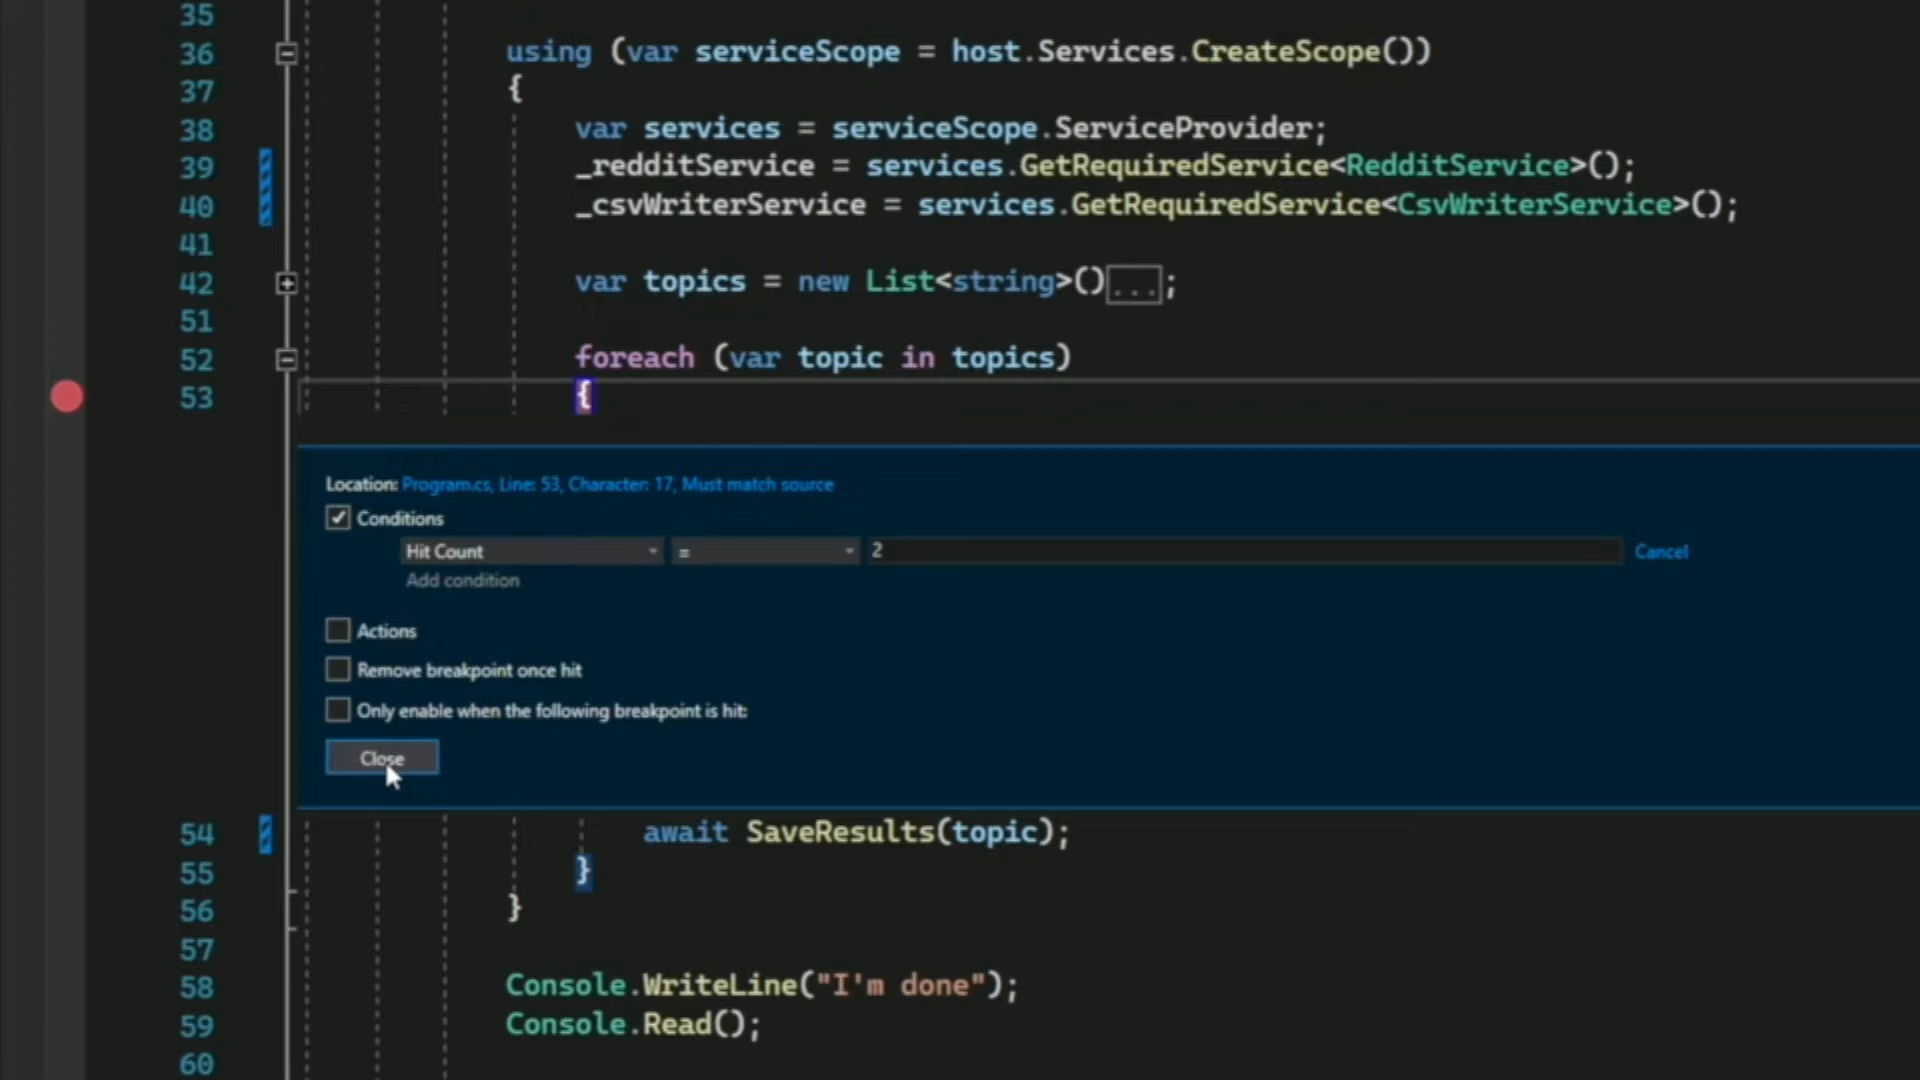 35
36 using (var serviceScope = host.Services.CreateScope())
37 {
38 var services = serviceScope.ServiceProvider;
39 _redditService = services.GetRequiredService<RedditService>();
40 _csvWriterService = services.GetRequiredService<CsvWriterService>();
41
42 var topics = new List<string>()...;
51
52 foreach (var topic in topics)
53 {
Location: Program.cs, Line: 53, Character: 17, Must match source
Conditions
Hit Count = 2 Cancel
Add condition
Actions
Remove breakpoint once hit
Only enable when the following breakpoint is hit:
Close
54 await SaveResults(topic);
55 }
56 }
57
58 Console.WriteLine("I'm done");
59 Console.Read();
60